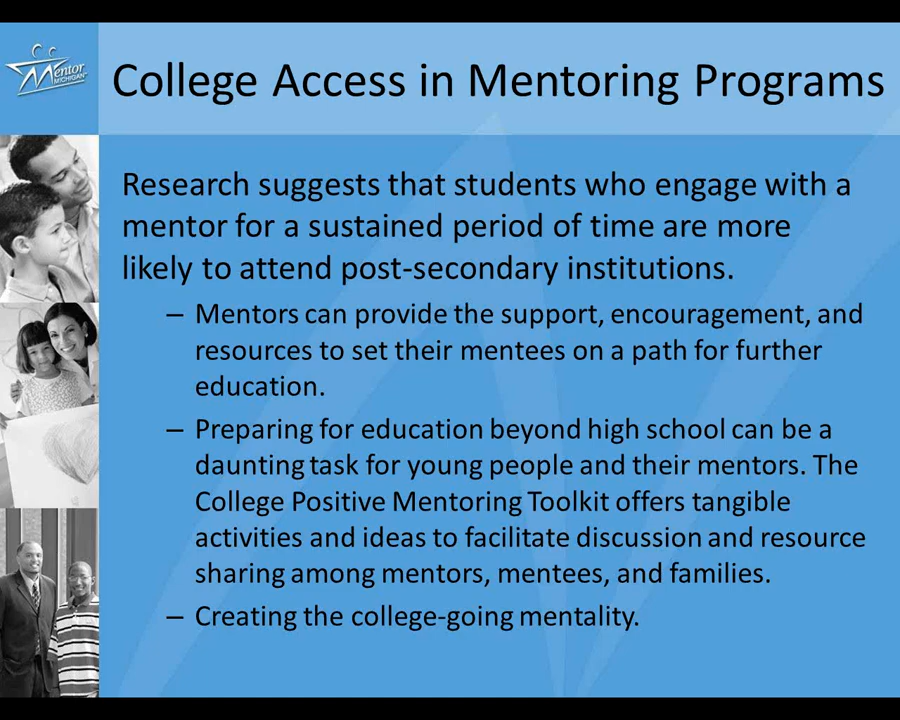 Mentor
MICHIGAN
College Access in Mentoring Programs
Research suggests that students who engage with a
mentor for a sustained period of time are more
likely to attend post-secondary institutions.
– Mentors can provide the support, encouragement, and
resources to set their mentees on a path for further
education.
– Preparing for education beyond high school can be a
daunting task for young people and their mentors. The
College Positive Mentoring Toolkit offers tangible
activities and ideas to facilitate discussion and resource
sharing among mentors, mentees, and families.
– Creating the college-going mentality.